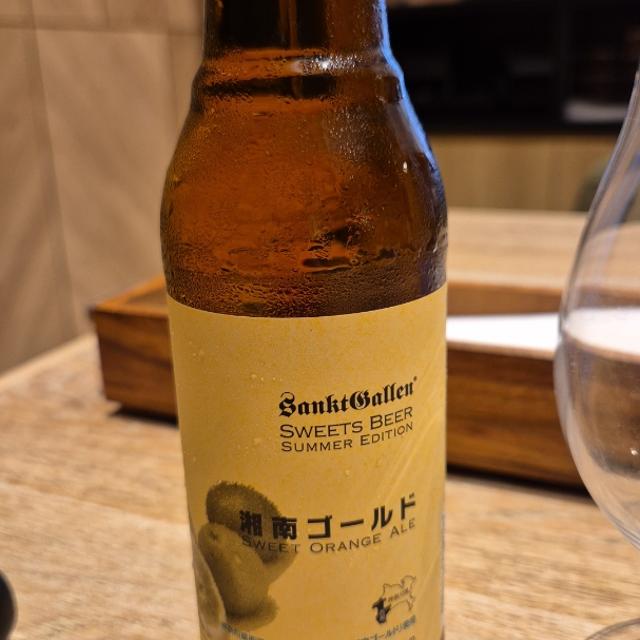 SanktGallen
SWEETS BEER
SUMMER EDITION
湘南ゴールド
SWEET ORANGE ALE